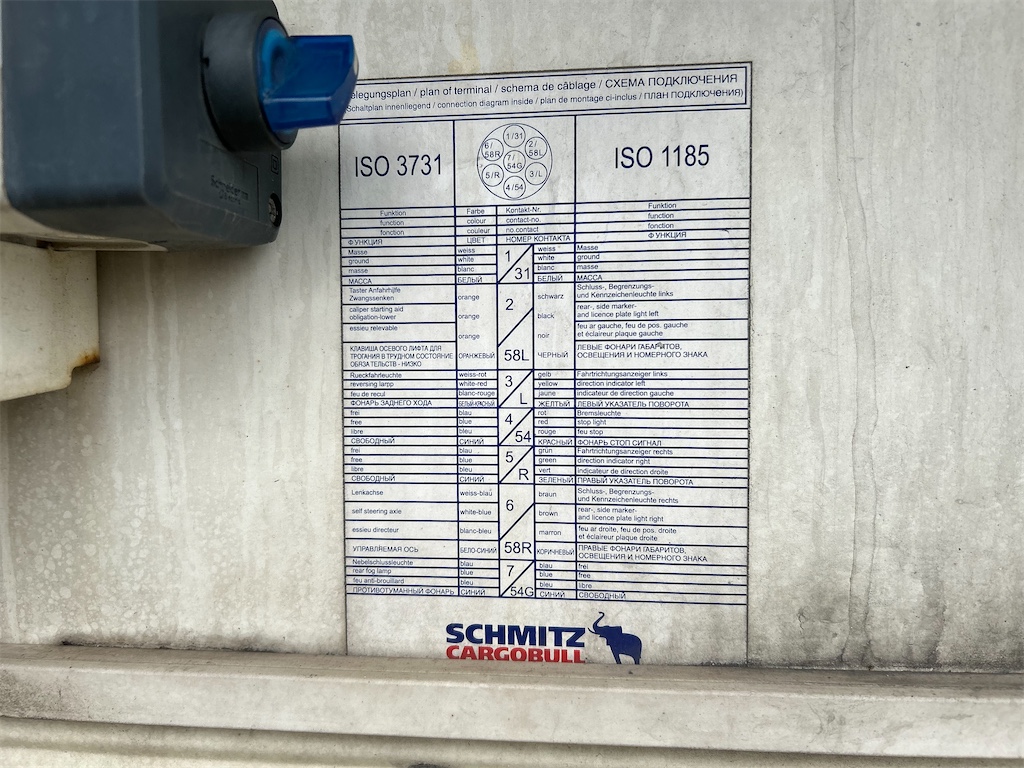 elegungsplan / plan of terminal / schema de câblage / СХЕМА ПОДКЛЮЧЕНИЯ
Schaltplan innenliegend / connection diagram inside / plan de montage ci-inclus / ПЛАН ПОДКЛЮЧЕНИЯ)
ISO 3731
1/31
6/ 58R
2/ 58L
7/ 54G
5/R
3/L
4/54
ISO 1185
Funktion Farbe Kontakt-Nr. Funktion
function colour contact-no. function
fonction couleur no.contact fonction
ФУНКЦИЯ ЦВЕТ НОМЕР КОНТАКТА ФУНКЦИЯ
Masse weiss 1/31 weiss Masse
ground white white ground
masse blanc blanc masse
МАССА БЕЛЫЙ БЕЛЫЙ МАССА
Taster Anfahrhilfe
Zwangssenken
orange
2/58L
schwarz
Schluss-, Begrenzungs-
und Kennzeichenleuchte links
caliper starting aid
obligation-lower
orange
black
rear-, side marker-
and licence plate light left
essieu relevable
orange
noir
feu ar gauche, feu de pos. gauche
et éclaireur plaque gauche
КЛАВИША ОСЕВОГО ЛИФТА ДЛЯ
ТРОГАНИЯ В ТРУДНОМ СОСТОЯНИЕ
ОБЯЗАТЕЛЬСТВ - НИЗКО
ОРАНЖЕВЫЙ
ЧЕРНЫЙ
ЛЕВЫЕ ФОНАРИ ГАБАРИТОВ,
ОСВЕЩЕНИЯ И НОМЕРНОГО ЗНАКА
Rueckfahrleuchte weiss-rot 3/L gelb Fahrtrichtungsanzeiger links
reversing lamp white-red yellow direction indicator left
feu de recul blanc-rouge jaune indicateur de direction gauche
ФОНАРЬ ЗАДНЕГО ХОДА БЕЛЫЙ-КРАСНЫЙ ЖЕЛТЫЙ ЛЕВЫЙ УКАЗАТЕЛЬ ПОВОРОТА
frei blau 4/54 rot Bremsleuchte
free blue red stop light
libre bleu rouge feu stop
СВОБОДНЫЙ СИНИЙ КРАСНЫЙ ФОНАРЬ СТОП СИГНАЛ
frei blau 5/R grün Fahrtrichtungsanzeiger rechts
free blue green direction indicator right
libre bleu vert indicateur de direction droite
СВОБОДНЫЙ СИНИЙ ЗЕЛЕНЫЙ ПРАВЫЙ УКАЗАТЕЛЬ ПОВОРОТА
Lenkachse
weiss-blau
6/58R
braun
Schluss-, Begrenzungs-
und Kennzeichenleuchte rechts
self steering axle
white-blue
brown
rear-, side marker-
and licence plate light right
essieu directeur
blanc-bleu
marron
feu ar droite, feu de pos. droite
et éclaireur plaque droite
УПРАВЛЯЕМАЯ ОСЬ
БЕЛО-СИНИЙ
КОРИЧНЕВЫЙ
ПРАВЫЕ ФОНАРИ ГАБАРИТОВ,
ОСВЕЩЕНИЯ И НОМЕРНОГО ЗНАКА
Nebelschlussleuchte blau 7/54G blau frei
rear fog lamp blue blue free
feu anti-brouillard bleu bleu libre
ПРОТИВОТУМАННЫЙ ФОНАРЬ СИНИЙ СИНИЙ СВОБОДНЫЙ
SCHMITZ
CARGOBULL